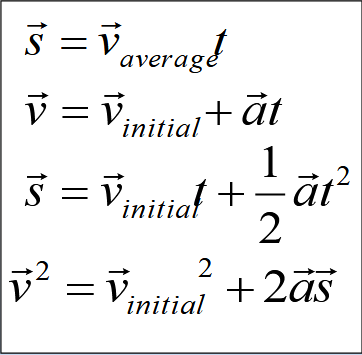 s⃗ = v⃗_average t
v⃗ = v⃗_initial + a⃗t
s⃗ = v⃗_initial t + 1/2 a⃗t²
v⃗² = v⃗_initial² + 2a⃗s⃗